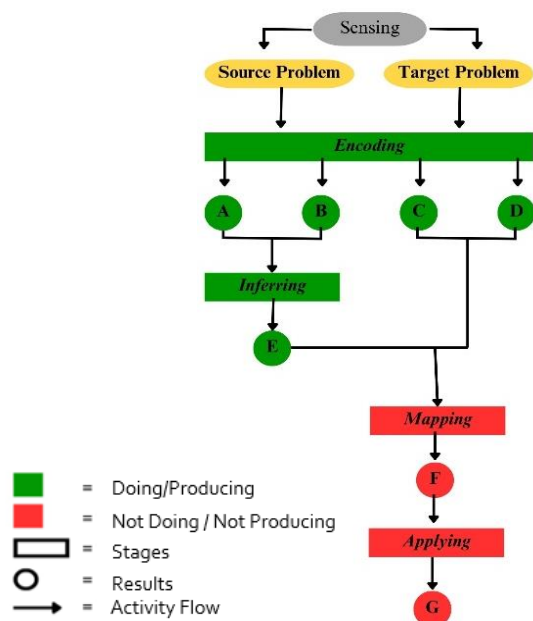 Sensing
Source Problem
Target Problem
Encoding
A
B
C
D
Inferring
E
Mapping
F
Applying
G
= Doing/Producing
= Not Doing / Not Producing
= Stages
= Results
= Activity Flow